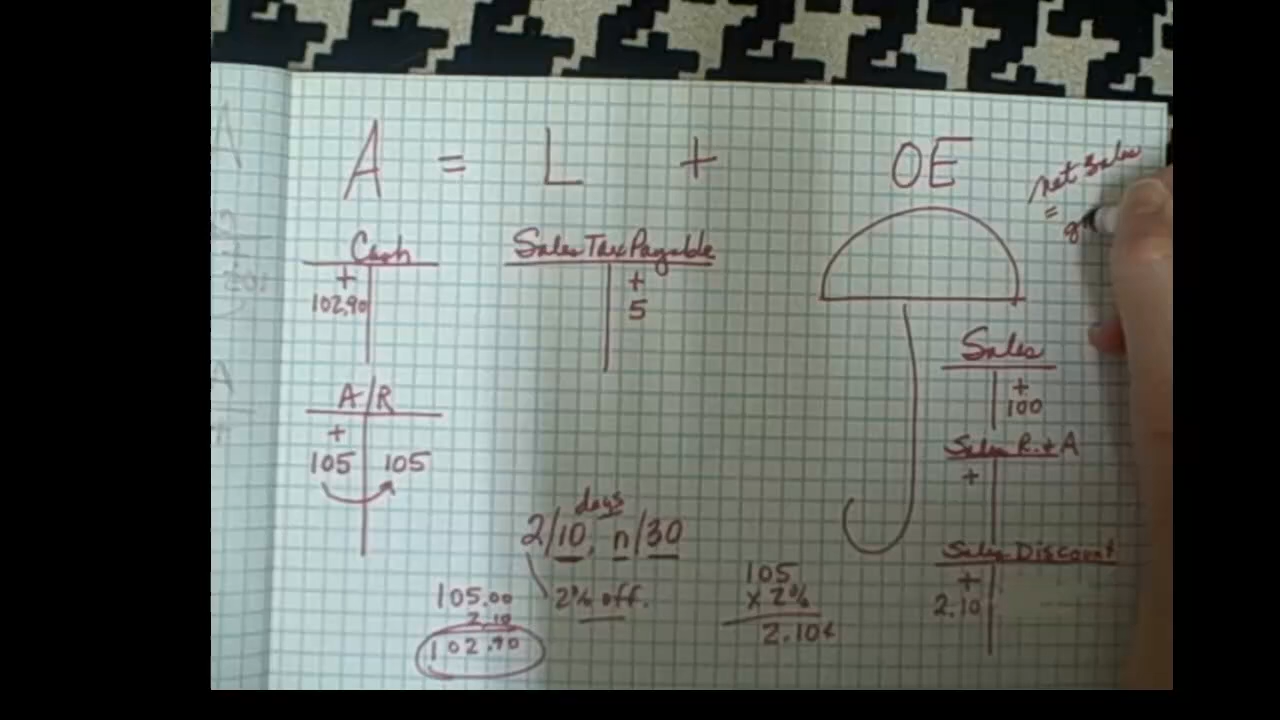 A = L + OE
net Sales
=
Cash
+
102.90
Sales Tax Payable
+
5
Sales
+
100
A/R
+
105 105
Sales R. + A
+
days
2/10, n/30
2% off.
105.00
2.10
102.90
105
x 2%
2.10¢
Sales Discount
+
2.10